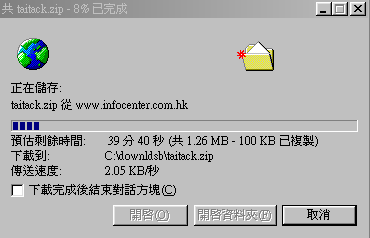 共 taitack.zip - 8% 已完成
正在儲存:
taitack.zip 從 www.infocenter.com.hk
預估剩餘時間: 39 分 40 秒 (共 1.26 MB - 100 KB 已複製)
下載到: C:\downldsb\taitack.zip
傳送速度: 2.05 KB/秒
下載完成後結束對話方塊(C)
開啓(O) 開啓資料夾(F) 取消